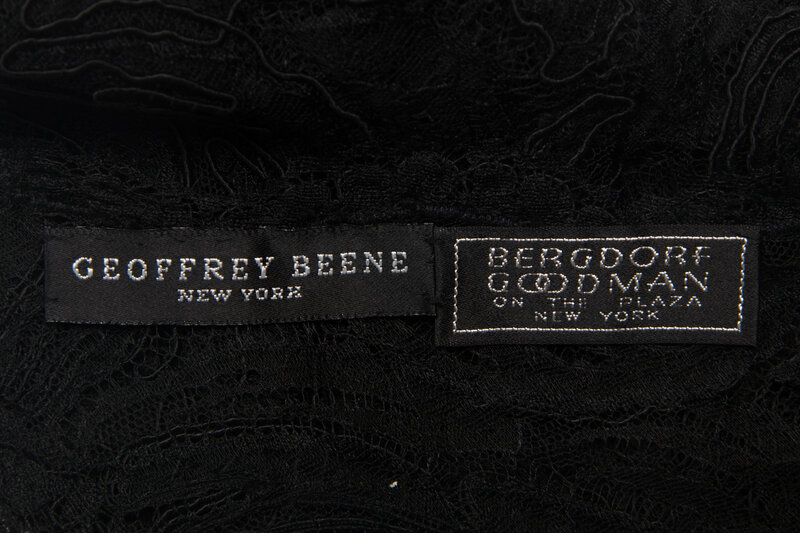 GEOFFREY BEENE
NEW YORK
BERGDORF
GOODMAN
ON THE PLAZA
NEW YORK